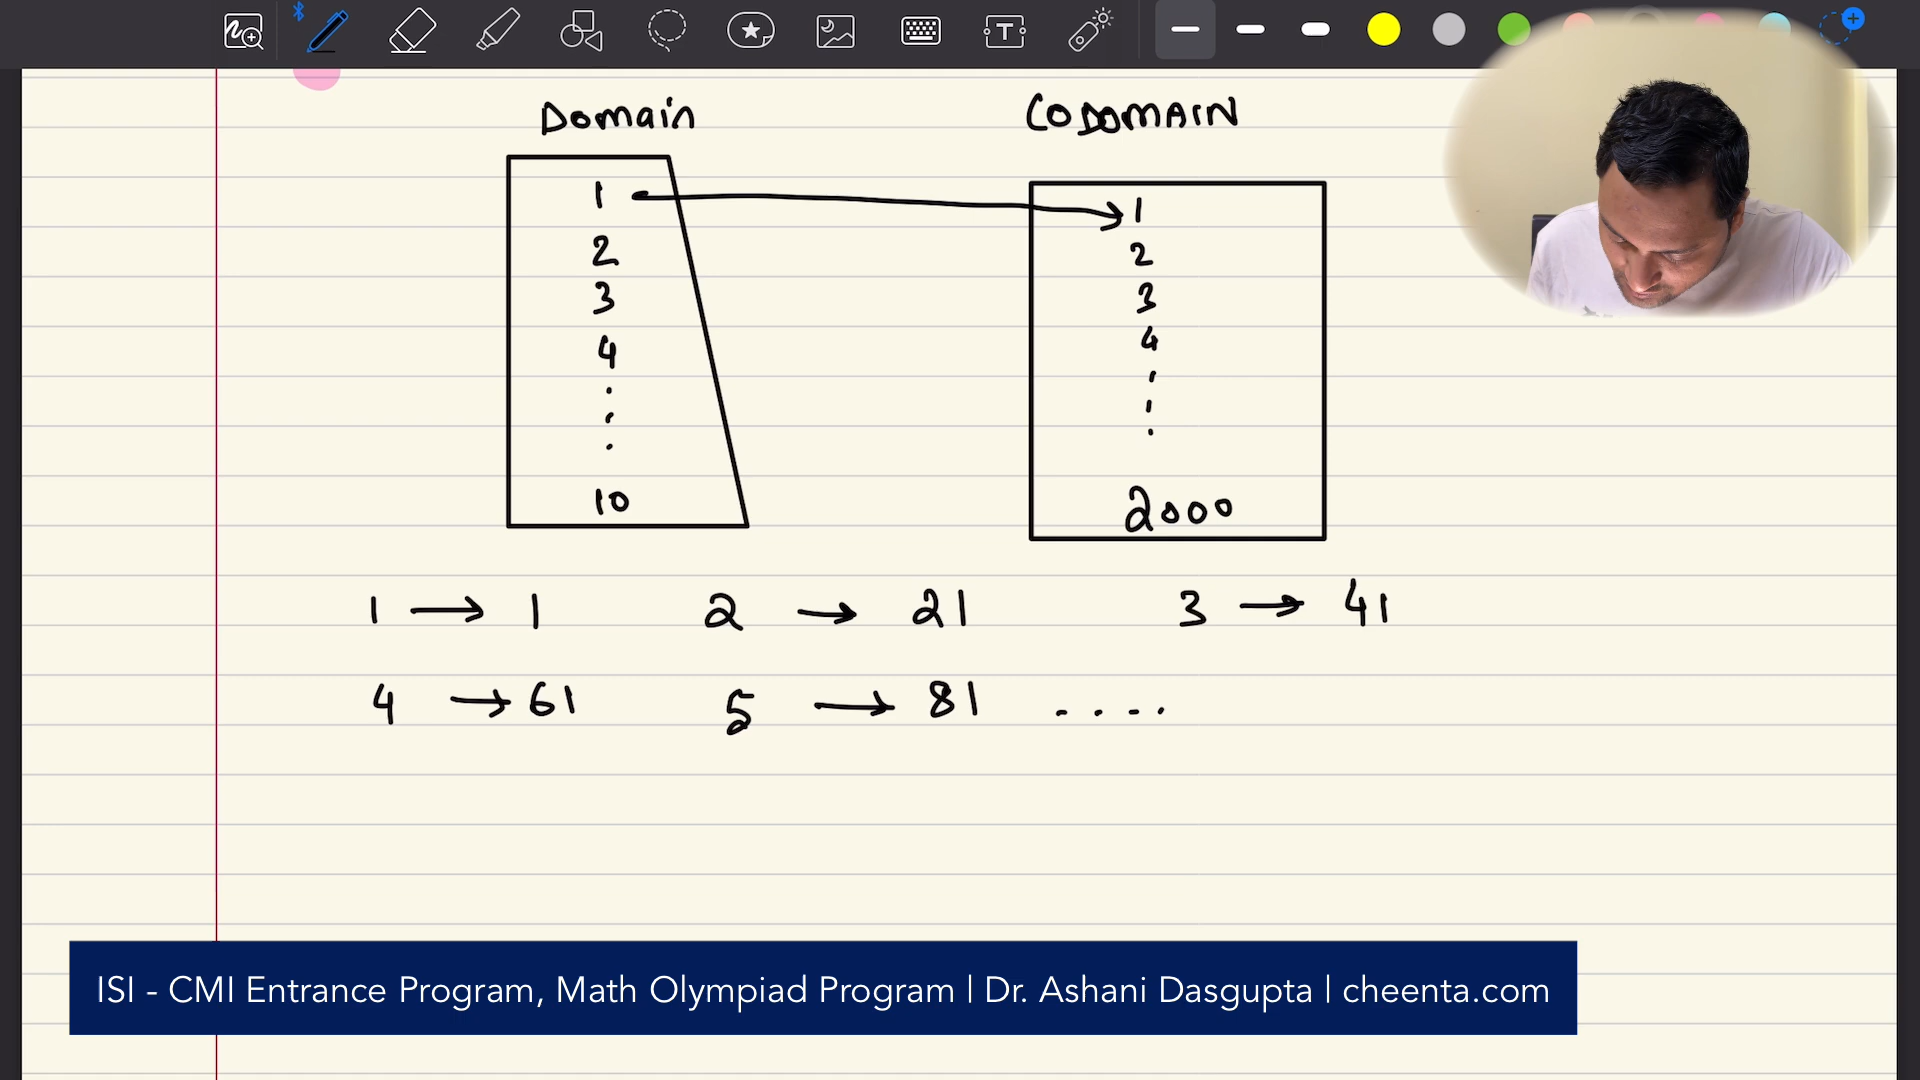 Domain CODOMAIN
1 → 1
2 2
3 3
4 4
10 2000
1 → 1 2 → 21 3 → 41
4 → 61 5 → 81 ....
ISI - CMI Entrance Program, Math Olympiad Program | Dr. Ashani Dasgupta | cheenta.com